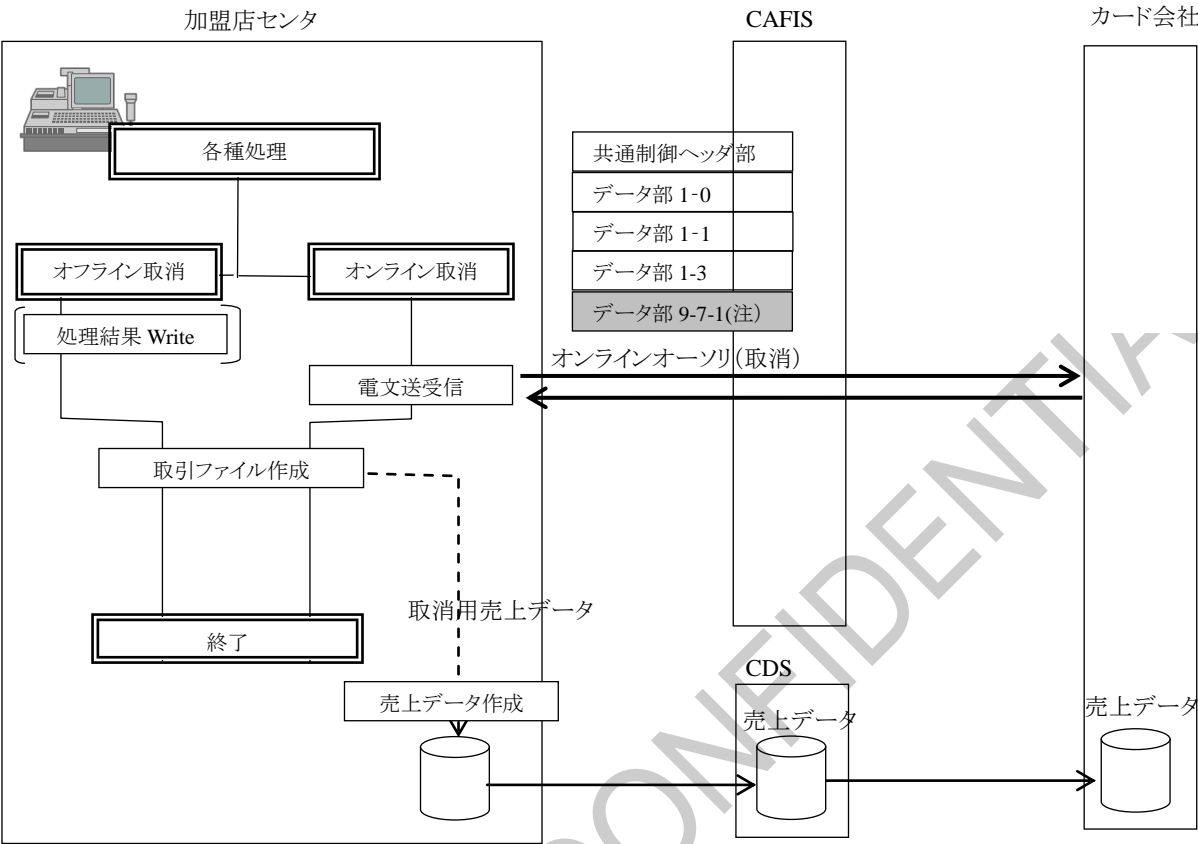 加盟店センタ
CAFIS
カード会社
各種処理
共通制御ヘッダ部
データ部 1‐0
データ部 1‐1
データ部 1-3
データ部 9-7-1(注)
オフライン取消
オンライン取消
処理結果 Write
オンラインオーソリ(取消)
電文送受信
取引ファイル作成
取消用売上データ
終了
CDS
売上データ作成
売上データ
売上データ
CONFIDENTIA